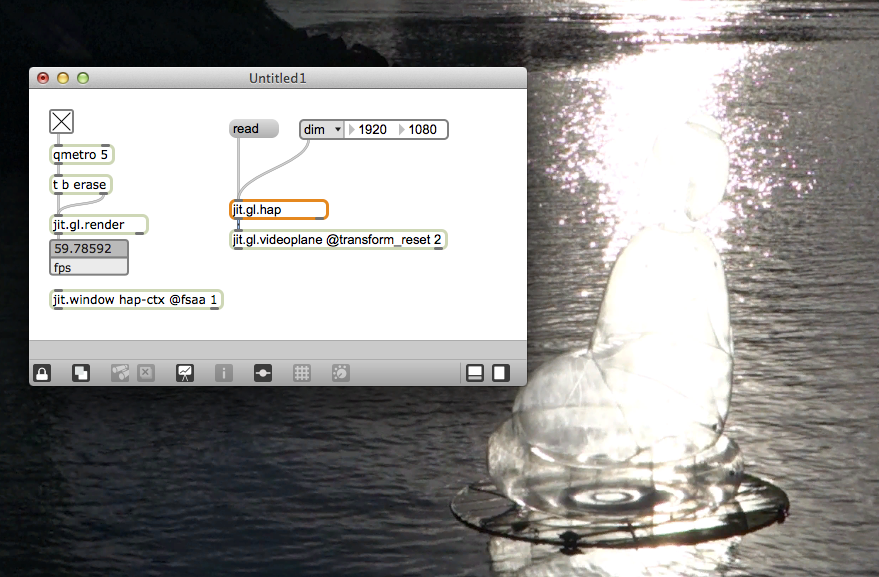 Untitled1
read
dim 1920 1080
qmetro 5
t b erase
jit.gl.hap
jit.gl.render
jit.gl.videoplane @transform_reset 2
59.78592
fps
jit.window hap-ctx @fsaa 1